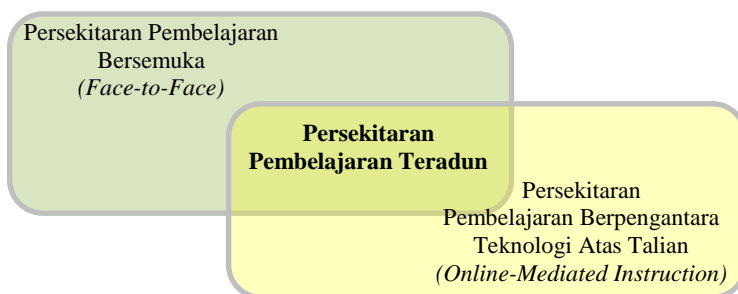 Persekitaran Pembelajaran
Bersemuka
(Face-to-Face)
Persekitaran
Pembelajaran Teradun
Persekitaran
Pembelajaran Berpengantara
Teknologi Atas Talian
(Online-Mediated Instruction)